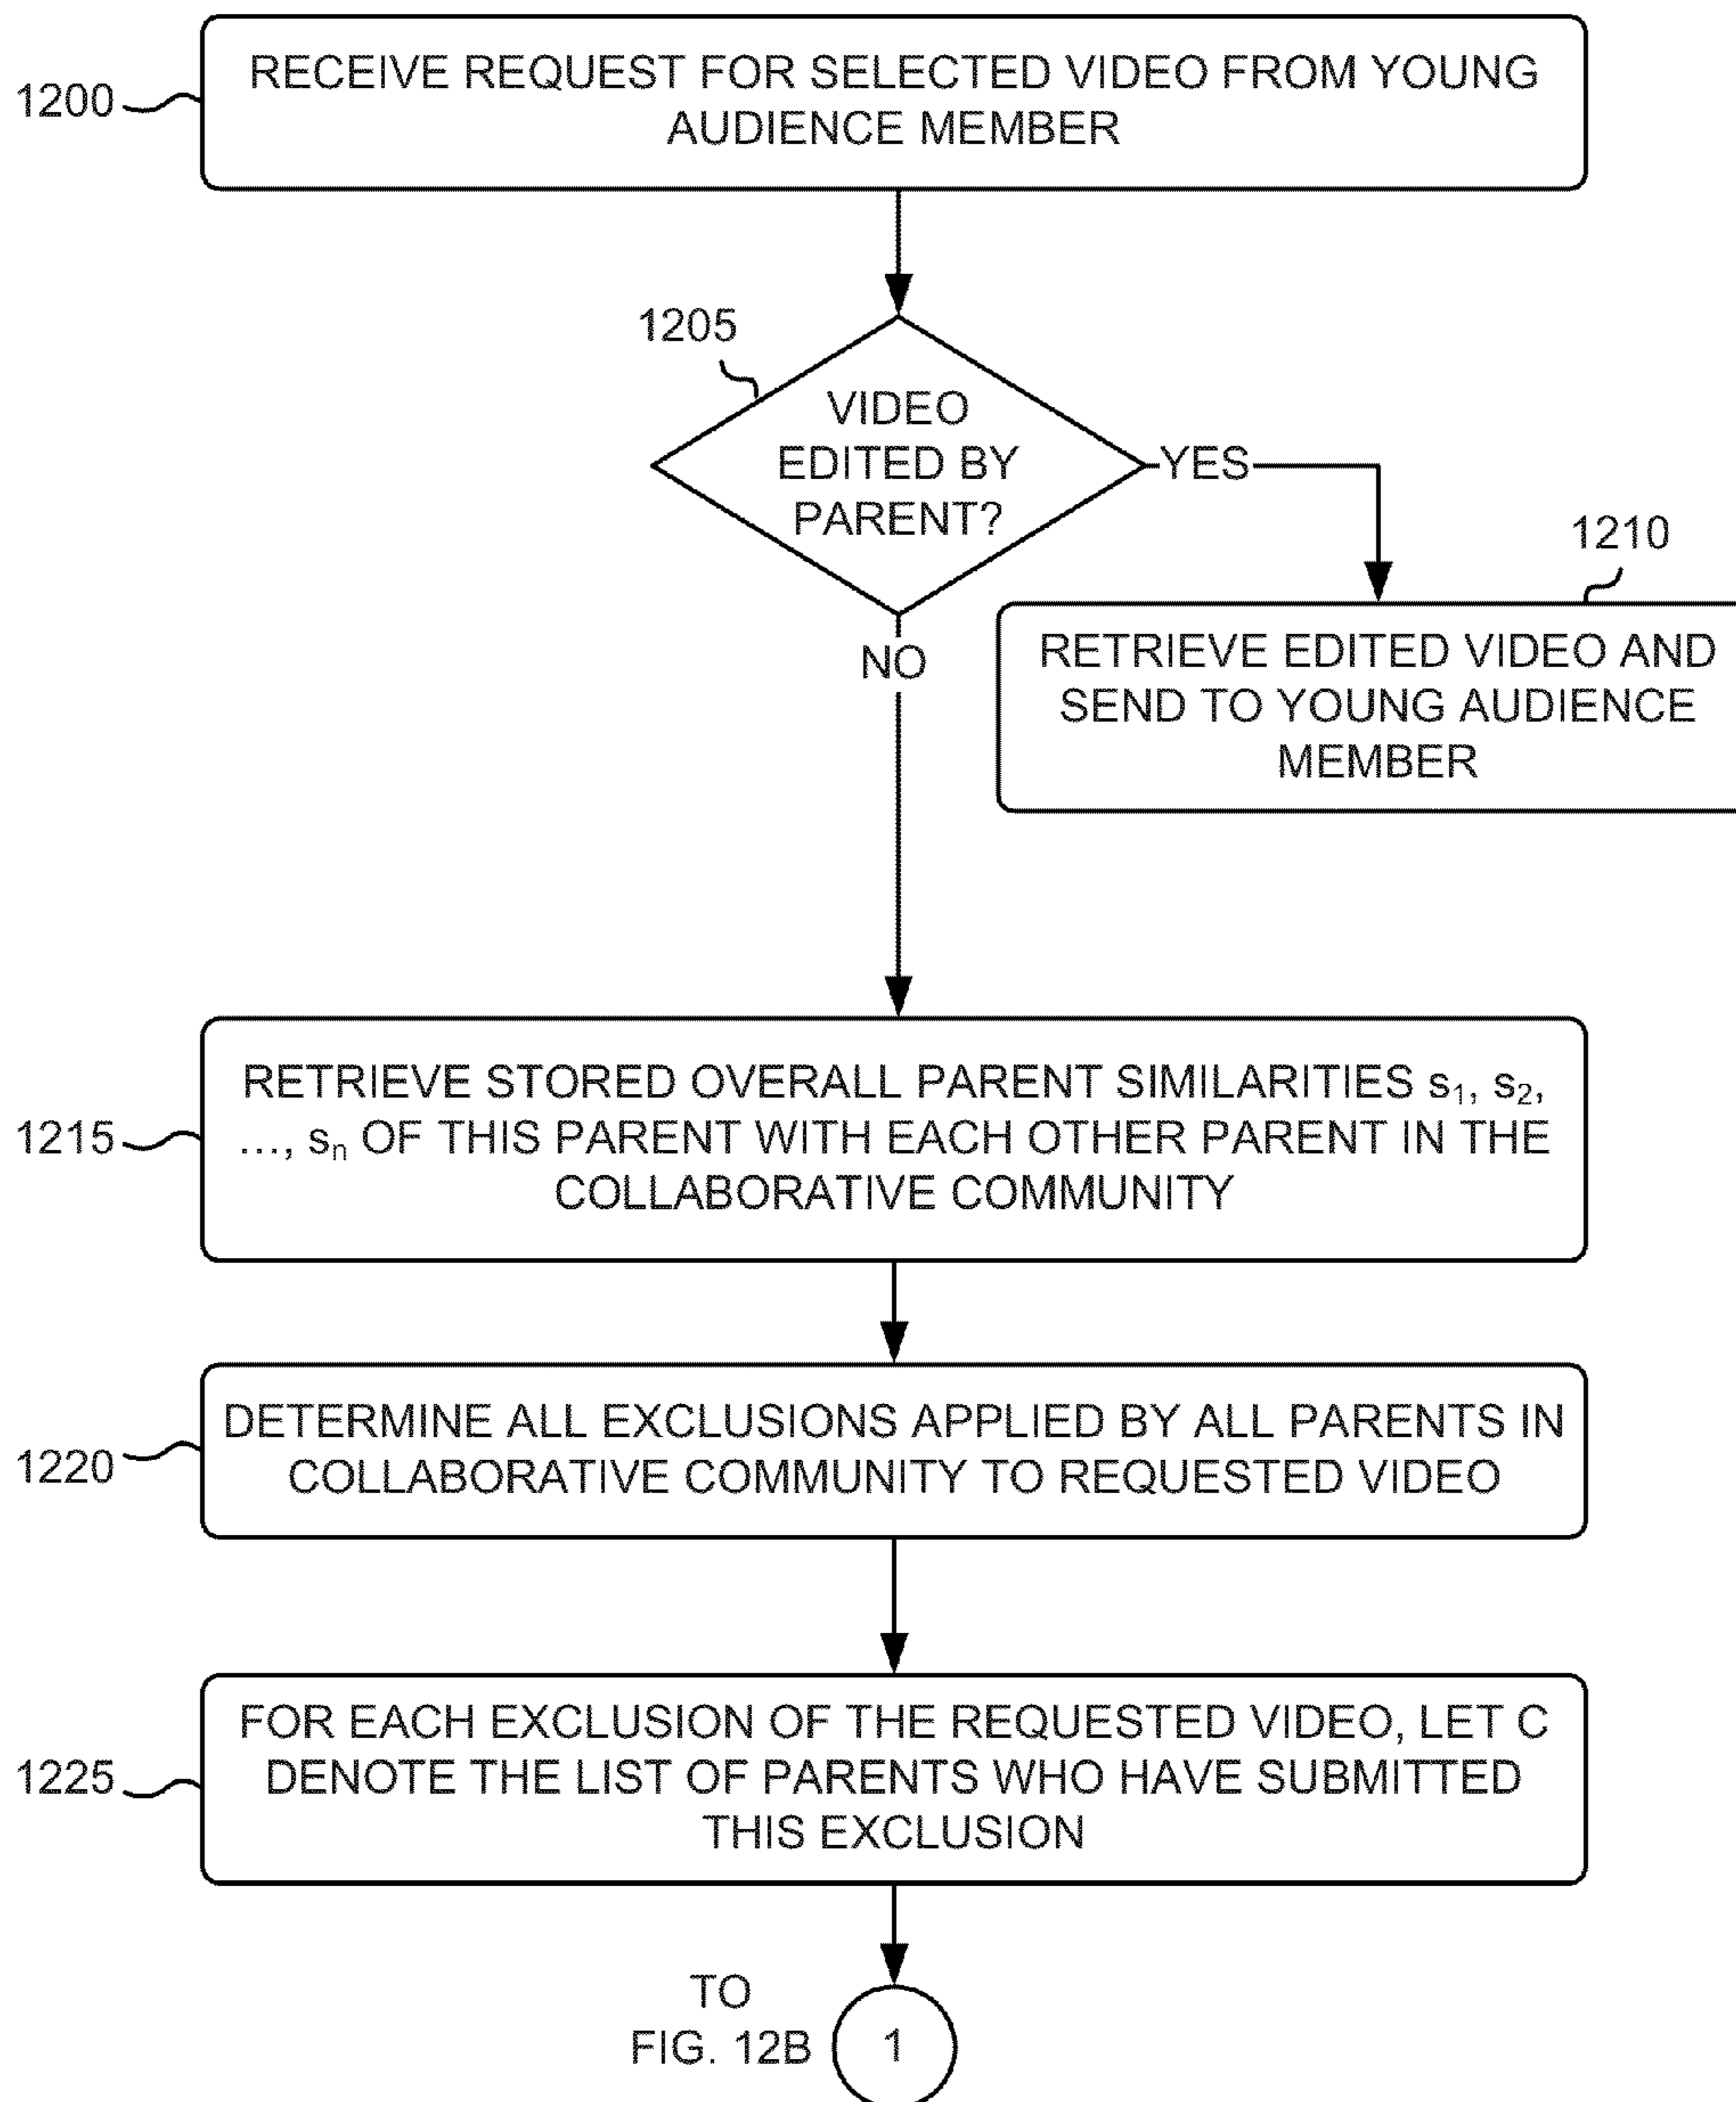 1200
RECEIVE REQUEST FOR SELECTED VIDEO FROM YOUNG
AUDIENCE MEMBER
1205
VIDEO
EDITED BY
PARENT?
YES
1210
RETRIEVE EDITED VIDEO AND
SEND TO YOUNG AUDIENCE
MEMBER
NO
1215
RETRIEVE STORED OVERALL PARENT SIMILARITIES s₁, s₂,
..., sₙ OF THIS PARENT WITH EACH OTHER PARENT IN THE
COLLABORATIVE COMMUNITY
1220
DETERMINE ALL EXCLUSIONS APPLIED BY ALL PARENTS IN
COLLABORATIVE COMMUNITY TO REQUESTED VIDEO
1225
FOR EACH EXCLUSION OF THE REQUESTED VIDEO, LET C
DENOTE THE LIST OF PARENTS WHO HAVE SUBMITTED
THIS EXCLUSION
TO
FIG. 12B
1